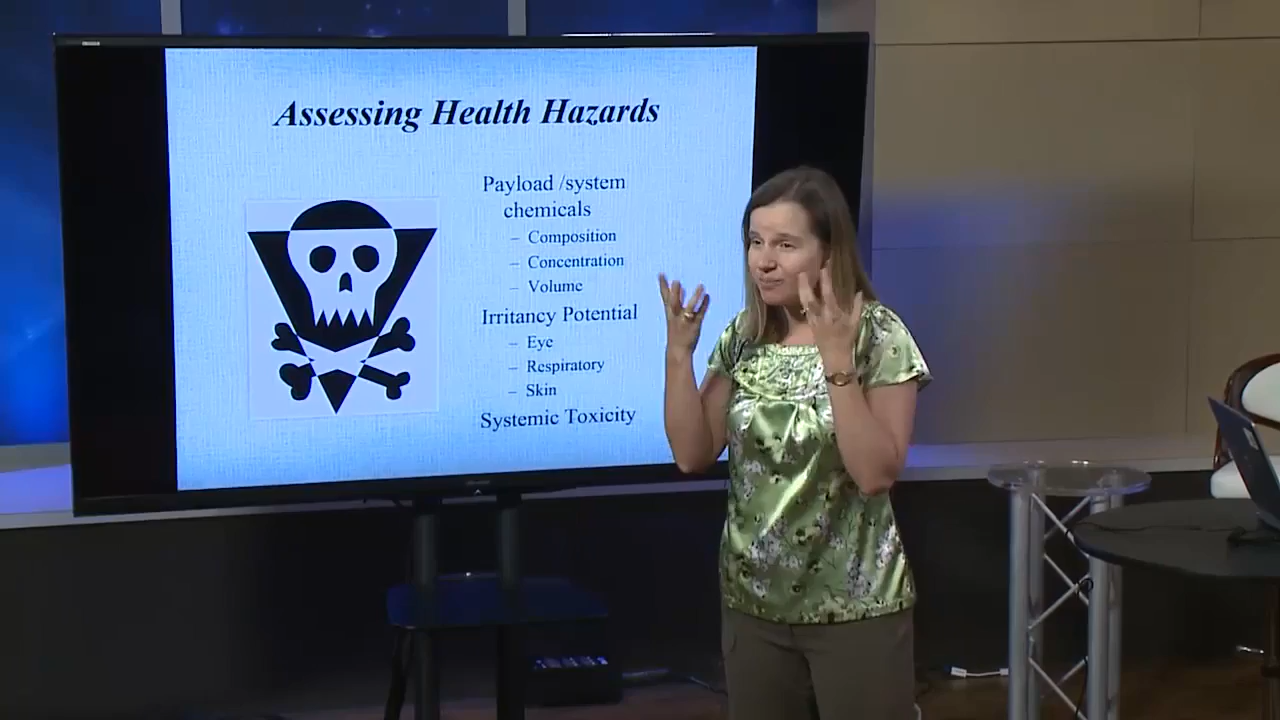 Assessing Health Hazards
Payload /system
chemicals
– Composition
– Concentration
– Volume
Irritancy Potential
– Eye
– Respiratory
– Skin
Systemic Toxicity